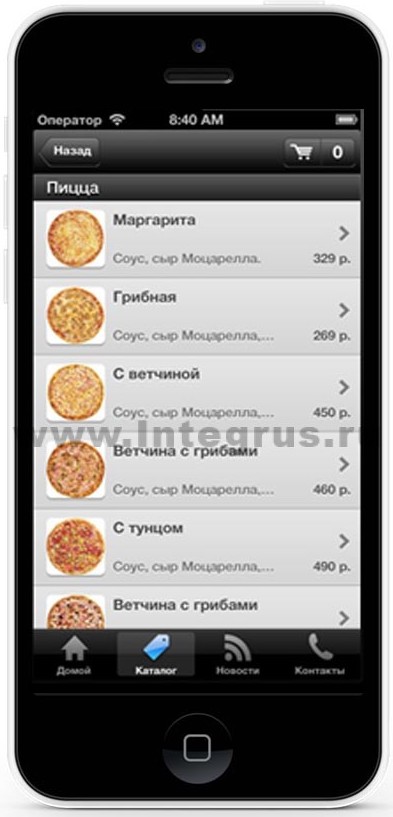 Оператор 8:40 AM
Назад 0
Пицца
Маргарита
Соус, сыр Моцарелла. 329 р.
Грибная
Соус, сыр Моцарелла,... 269 р.
С ветчиной
Соус, сыр Моцарелла,... 450 р.
www.Integrus.ru
Ветчина с грибами
Соус, сыр Моцарелла,... 460 р.
С тунцом
Соус, сыр Моцарелла,... 490 р.
Ветчина с грибами
Домой Каталог Новости Контакты